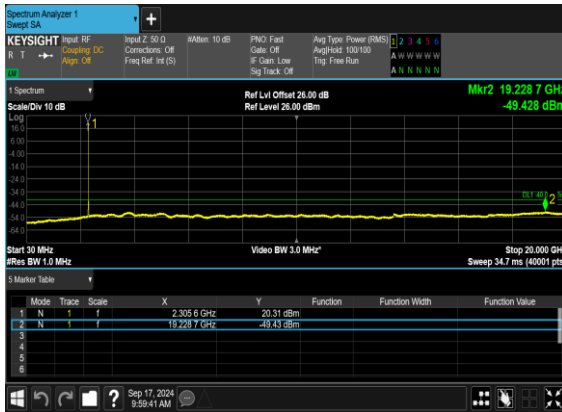 Spectrum Analyzer 1
Swept SA
+
KEYSIGHT Input: RF
R T Coupling: DC
Align: Off
Input Z: 50 Ω
Corrections: Off
Freq Ref: Int (S)
#Atten: 10 dB
PNO: Fast
Gate: Off
IF Gain: Low
Sig Track: Off
Avg Type: Power (RMS)
Avg|Hold: 100/100
Trig: Free Run
1 2 3 4 5 6
A W W W W W
A N N N N N
1 Spectrum
Scale/Div 10 dB
Ref Lvl Offset 26.00 dB
Ref Level 26.00 dBm
Mkr2 19.228 7 GHz
-49.428 dBm
Log
16.0
6.00
-4.00
-14.0
-24.0
-34.0
-44.0
-54.0
-64.0
1
2
Start 30 MHz
#Res BW 1.0 MHz
Video BW 3.0 MHz*
Stop 20.000 GHz
Sweep 34.7 ms (40001 pts)
5 Marker Table
Mode Trace Scale X Y Function Function Width Function Value
1 N 1 f 2.305 6 GHz 20.31 dBm
2 N 1 f 19.228 7 GHz -49.43 dBm
3
4
5
6
?
Sep 17, 2024
9:59:41 AM